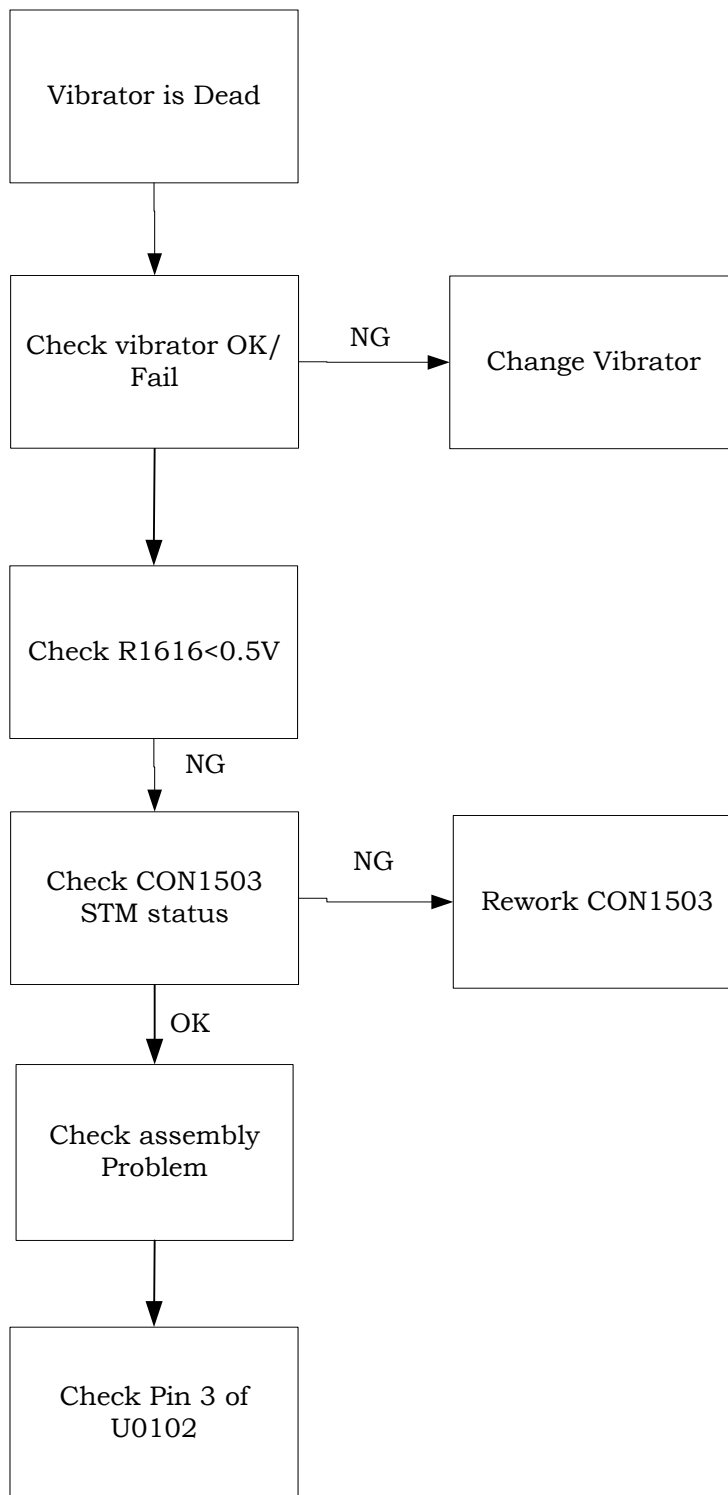 Vibrator is Dead
Check vibrator OK/
Fail
NG
Change Vibrator
Check R1616<0.5V
NG
Check CON1503
STM status
NG
Rework CON1503
OK
Check assembly
Problem
Check Pin 3 of
U0102